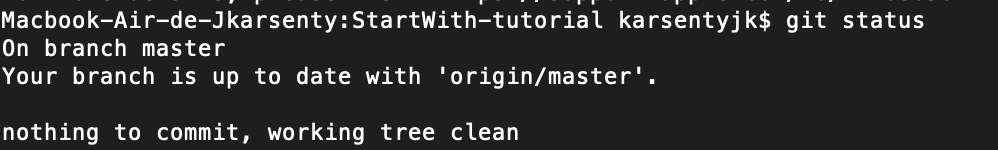 Macbook-Air-de-Jkarsenty:StartWith-tutorial karsentyjk$ git status
On branch master
Your branch is up to date with 'origin/master'.
nothing to commit, working tree clean